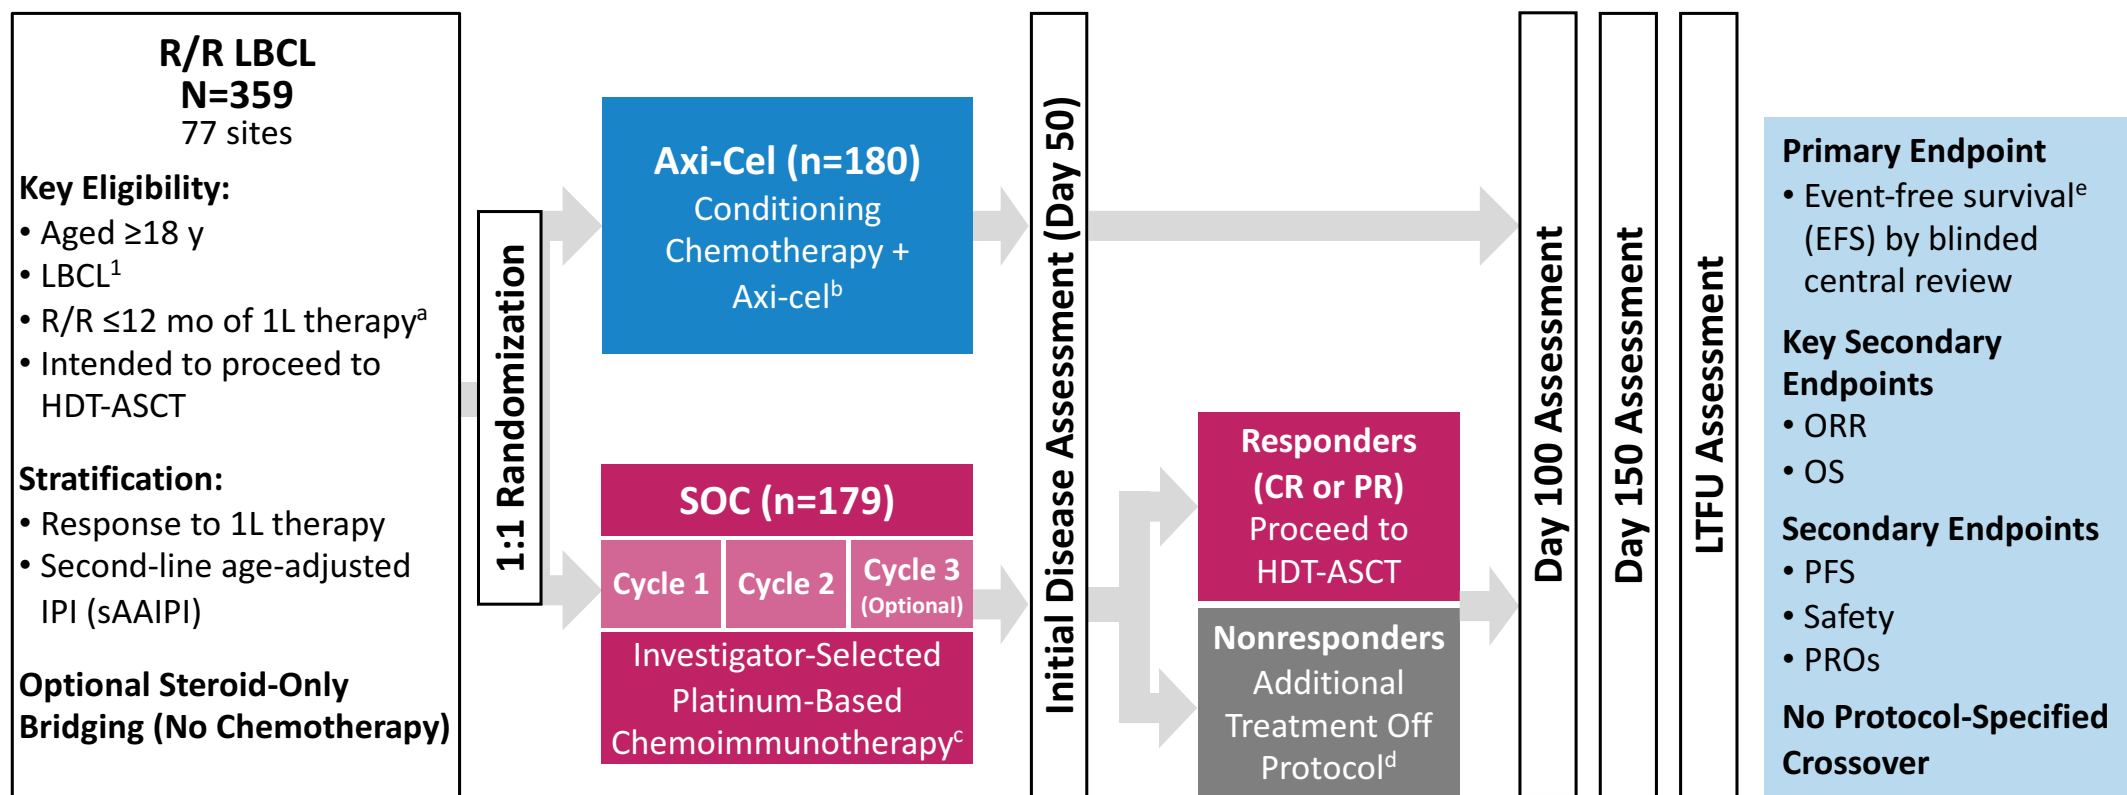 R/R LBCL
N=359
77 sites
Key Eligibility:
• Aged ≥18 y
• LBCL¹
• R/R ≤12 mo of 1L therapyᵃ
• Intended to proceed to
HDT-ASCT
Stratification:
• Response to 1L therapy
• Second-line age-adjusted
IPI (sAAIPI)
Optional Steroid-Only
Bridging (No Chemotherapy)
1:1 Randomization
Axi-Cel (n=180)
Conditioning
Chemotherapy +
Axi-celᵇ
SOC (n=179)
Cycle 1
Cycle 2
Cycle 3
(Optional)
Investigator-Selected
Platinum-Based
Chemoimmunotherapyᶜ
Initial Disease Assessment (Day 50)
Responders
(CR or PR)
Proceed to
HDT-ASCT
Nonresponders
Additional
Treatment Off
Protocolᵈ
Day 100 Assessment
Day 150 Assessment
LTFU Assessment
Primary Endpoint
• Event-free survivalᵉ
(EFS) by blinded
central review
Key Secondary
Endpoints
• ORR
• OS
Secondary Endpoints
• PFS
• Safety
• PROs
No Protocol-Specified
Crossover